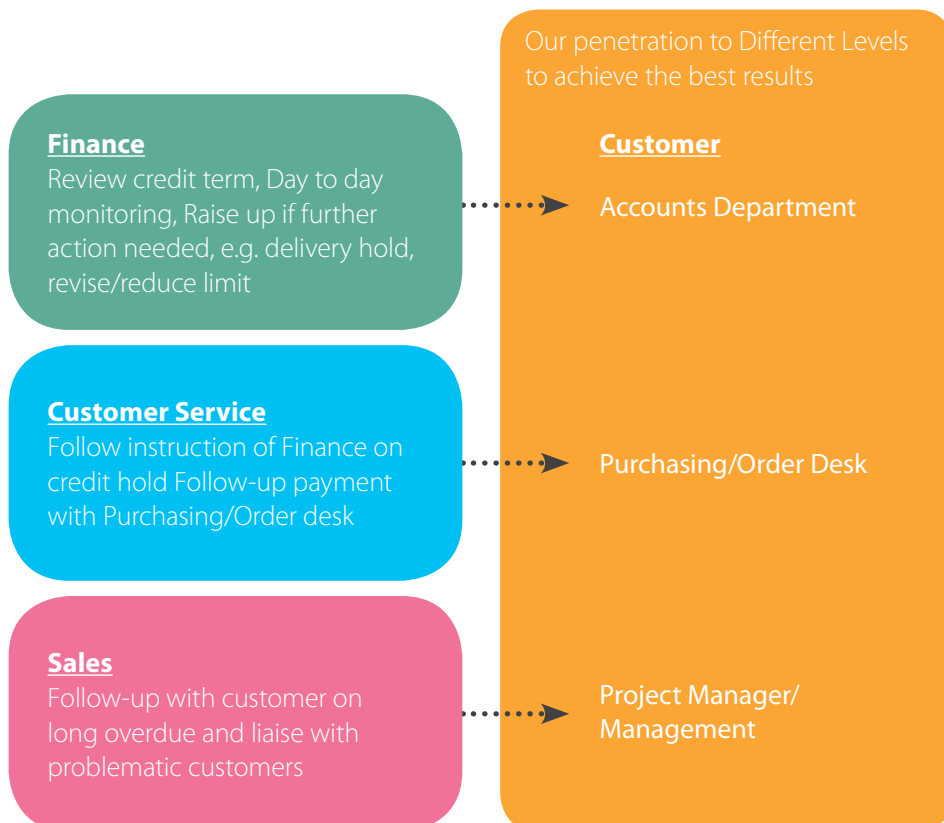 Our penetration to Different Levels
to achieve the best results
Finance
Review credit term, Day to day
monitoring, Raise up if further
action needed, e.g. delivery hold,
revise/reduce limit
Customer
Accounts Department
Customer Service
Follow instruction of Finance on
credit hold Follow-up payment
with Purchasing/Order desk
Purchasing/Order Desk
Sales
Follow-up with customer on
long overdue and liaise with
problematic customers
Project Manager/
Management